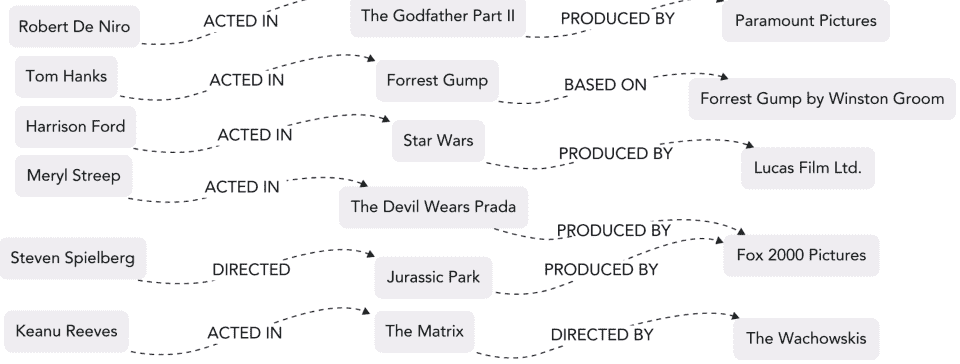 Robert De Niro
ACTED IN
The Godfather Part II
PRODUCED BY
Paramount Pictures
Tom Hanks
ACTED IN
Forrest Gump
BASED ON
Forrest Gump by Winston Groom
Harrison Ford
ACTED IN
Star Wars
PRODUCED BY
Lucas Film Ltd.
Meryl Streep
ACTED IN
The Devil Wears Prada
PRODUCED BY
Fox 2000 Pictures
Steven Spielberg
DIRECTED
Jurassic Park
PRODUCED BY
Keanu Reeves
ACTED IN
The Matrix
DIRECTED BY
The Wachowskis